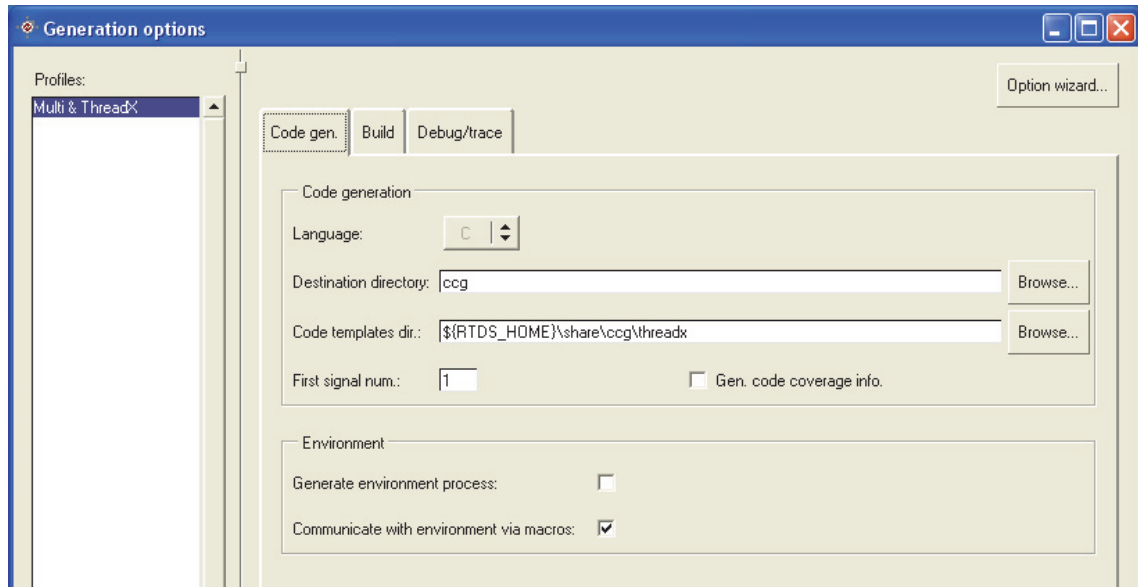 Generation options
Profiles:
Multi & ThreadX
Option wizard...
Code gen. Build Debug/trace
Code generation
Language: C
Destination directory: ccg Browse...
Code templates dir.: ${RTDS_HOME}\share\ccg\threadx Browse...
First signal num.: 1 Gen. code coverage info.
Environment
Generate environment process:
Communicate with environment via macros: